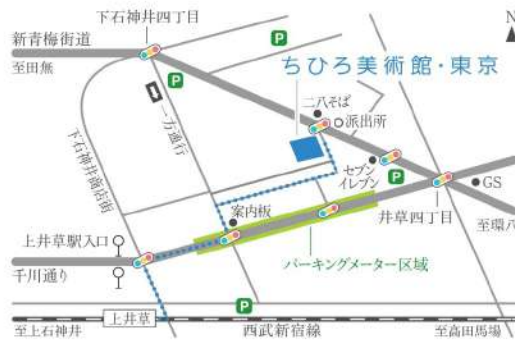 下石神井四丁目
N
新青梅街道
P
至田無
P
ちひろ美術館・東京
一方通行
二八そば
派出所
下石神井商店街
セブン
イレブン
P
GS
案内板
井草四丁目
上井草駅入口
至環八
千川通り
パーキングメーター区域
P
上井草
至上石神井
西武新宿線
至高田馬場